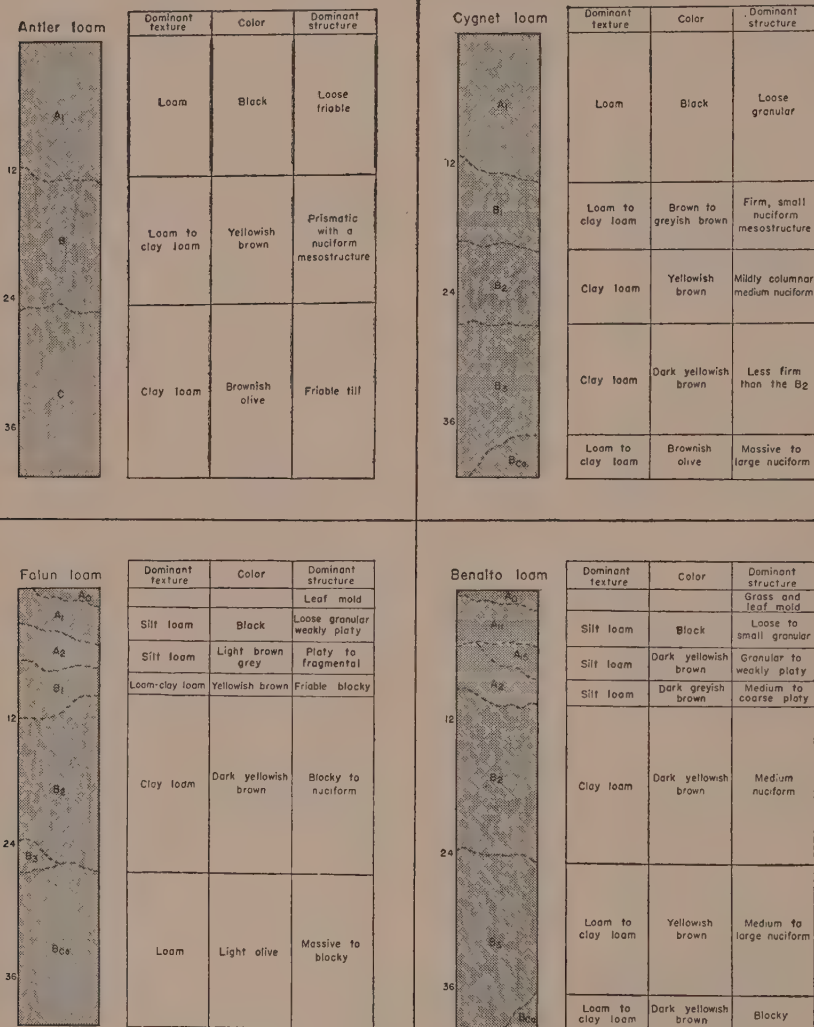 Antler loam
Dominant texture Color Dominant structure
A1
Loam Black Loose friable
12
B
Loam to clay loam Yellowish brown Prismatic with a nuciform mesostructure
24
C
Clay loam Brownish olive Friable till
36
Cygnet loam
Dominant texture Color Dominant structure
A1
Loam Black Loose granular
12
B1
Loam to clay loam Brown to greyish brown Firm, small nuciform mesostructure
24
B2
Clay loam Yellowish brown Mildly columnar medium nuciform
B3
Clay loam Dark yellowish brown Less firm than the B2
36
BCa
Loam to clay loam Brownish olive Massive to large nuciform
Falun loam
Dominant texture Color Dominant structure
A0
Leaf mold
A1
Silt loam Black Loose granular weakly platy
A2
Silt loam Light brown grey Platy to fragmental
B1
Loam-clay loam Yellowish brown Friable blocky
12
B2
Clay loam Dark yellowish brown Blocky to nuciform
24
B3
BCa
Loam Light olive Massive to blocky
36
Benalto loam
Dominant texture Color Dominant structure
A0
Grass and leaf mold
A11
Silt loam Black Loose to small granular
Silt loam Dark yellowish brown Granular to weakly platy
A2
Silt loam Dark greyish brown Medium to coarse platy
12
B2
Clay loam Dark yellowish brown Medium nuciform
24
B3
Loam to clay loam Yellowish brown Medium to large nuciform
36
BCa
Loam to clay loam Dark yellowish brown Blocky